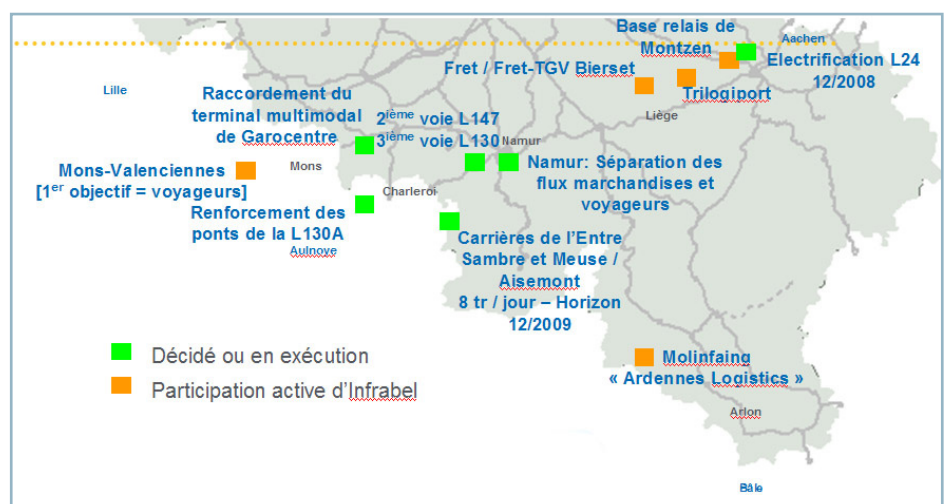 Base relais de
Montzen
Aachen
Electrification L24
12/2008
Fret / Fret-TGV Bierset
Trilogiport
Liège
Lille
Raccordement du
terminal multimodal
de Garocentre
2ième voie L147
3ième voie L130
Namur
Mons-Valenciennes
[1er objectif = voyageurs]
Mons
Charleroi
Namur: Séparation des
flux marchandises et
voyageurs
Renforcement des
ponts de la L130A
Aulnoye
Carrières de l’Entre
Sambre et Meuse /
Aisemont
8 tr / jour – Horizon
12/2009
Décidé ou en exécution
Participation active d’Infrabel
Molinfaing
« Ardennes Logistics »
Arlon
Bâle